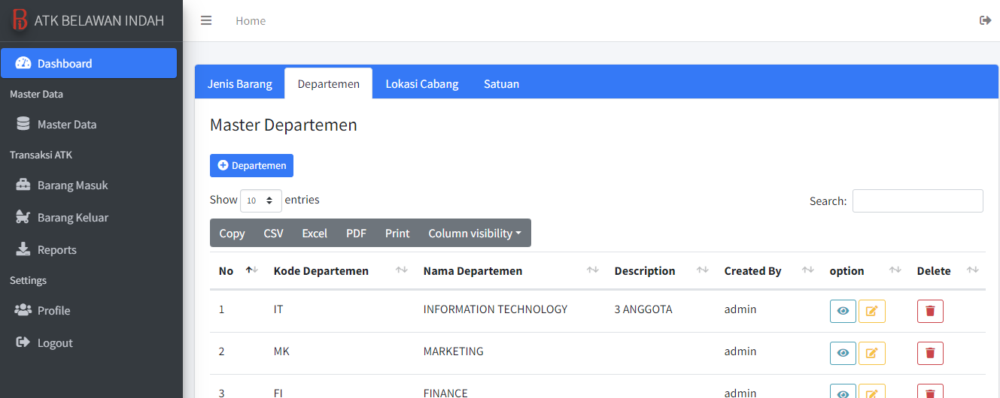 ATK BELAWAN INDAH
Home
Dashboard
Master Data
Master Data
Transaksi ATK
Barang Masuk
Barang Keluar
Reports
Settings
Profile
Logout
Jenis Barang Departemen Lokasi Cabang Satuan
Master Departemen
Departemen
Show 10 entries
Search:
Copy CSV Excel PDF Print Column visibility
No Kode Departemen Nama Departemen Description Created By option Delete
1 IT INFORMATION TECHNOLOGY 3 ANGGOTA admin
2 MK MARKETING admin
3 FI FINANCE admin